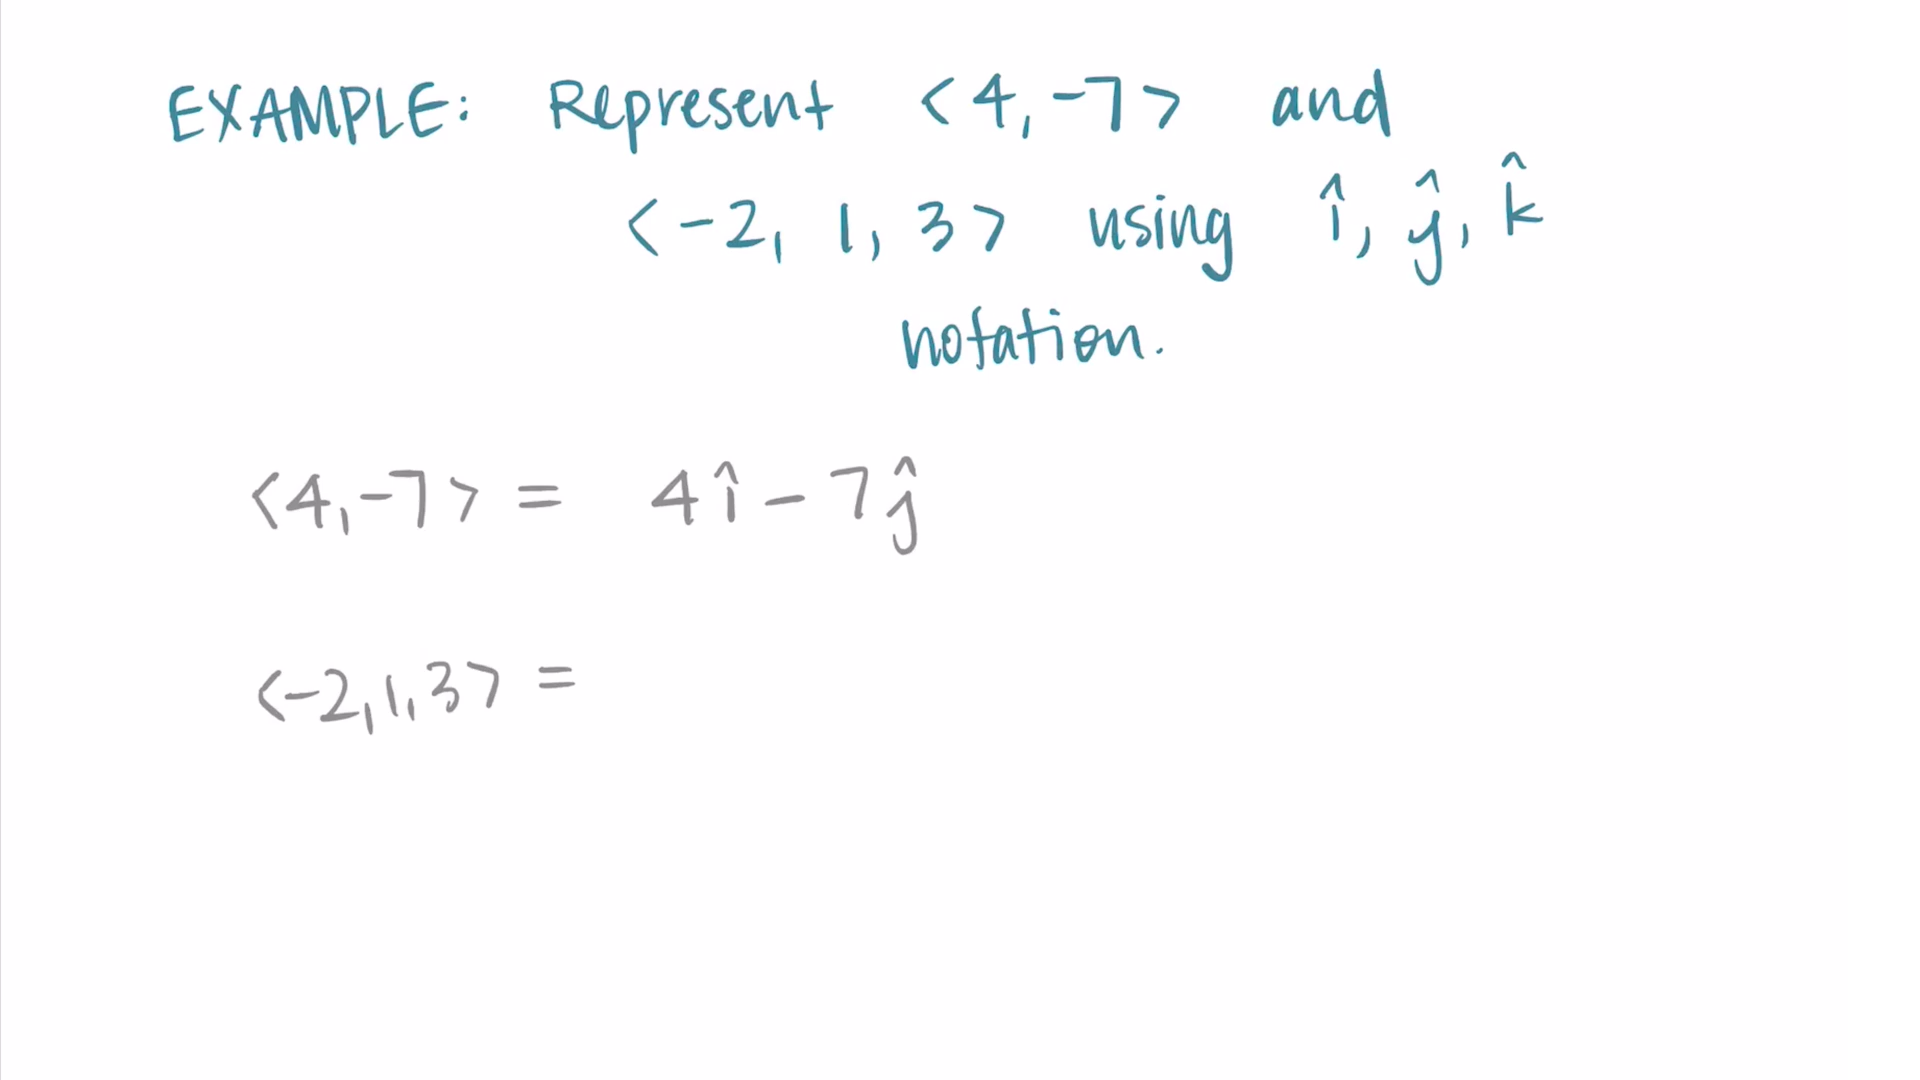 EXAMPLE: Represent <4, -7> and
<-2, 1, 3> using î, ĵ, k̂
notation.
<4, -7> = 4î - 7ĵ
<-2, 1, 3> =